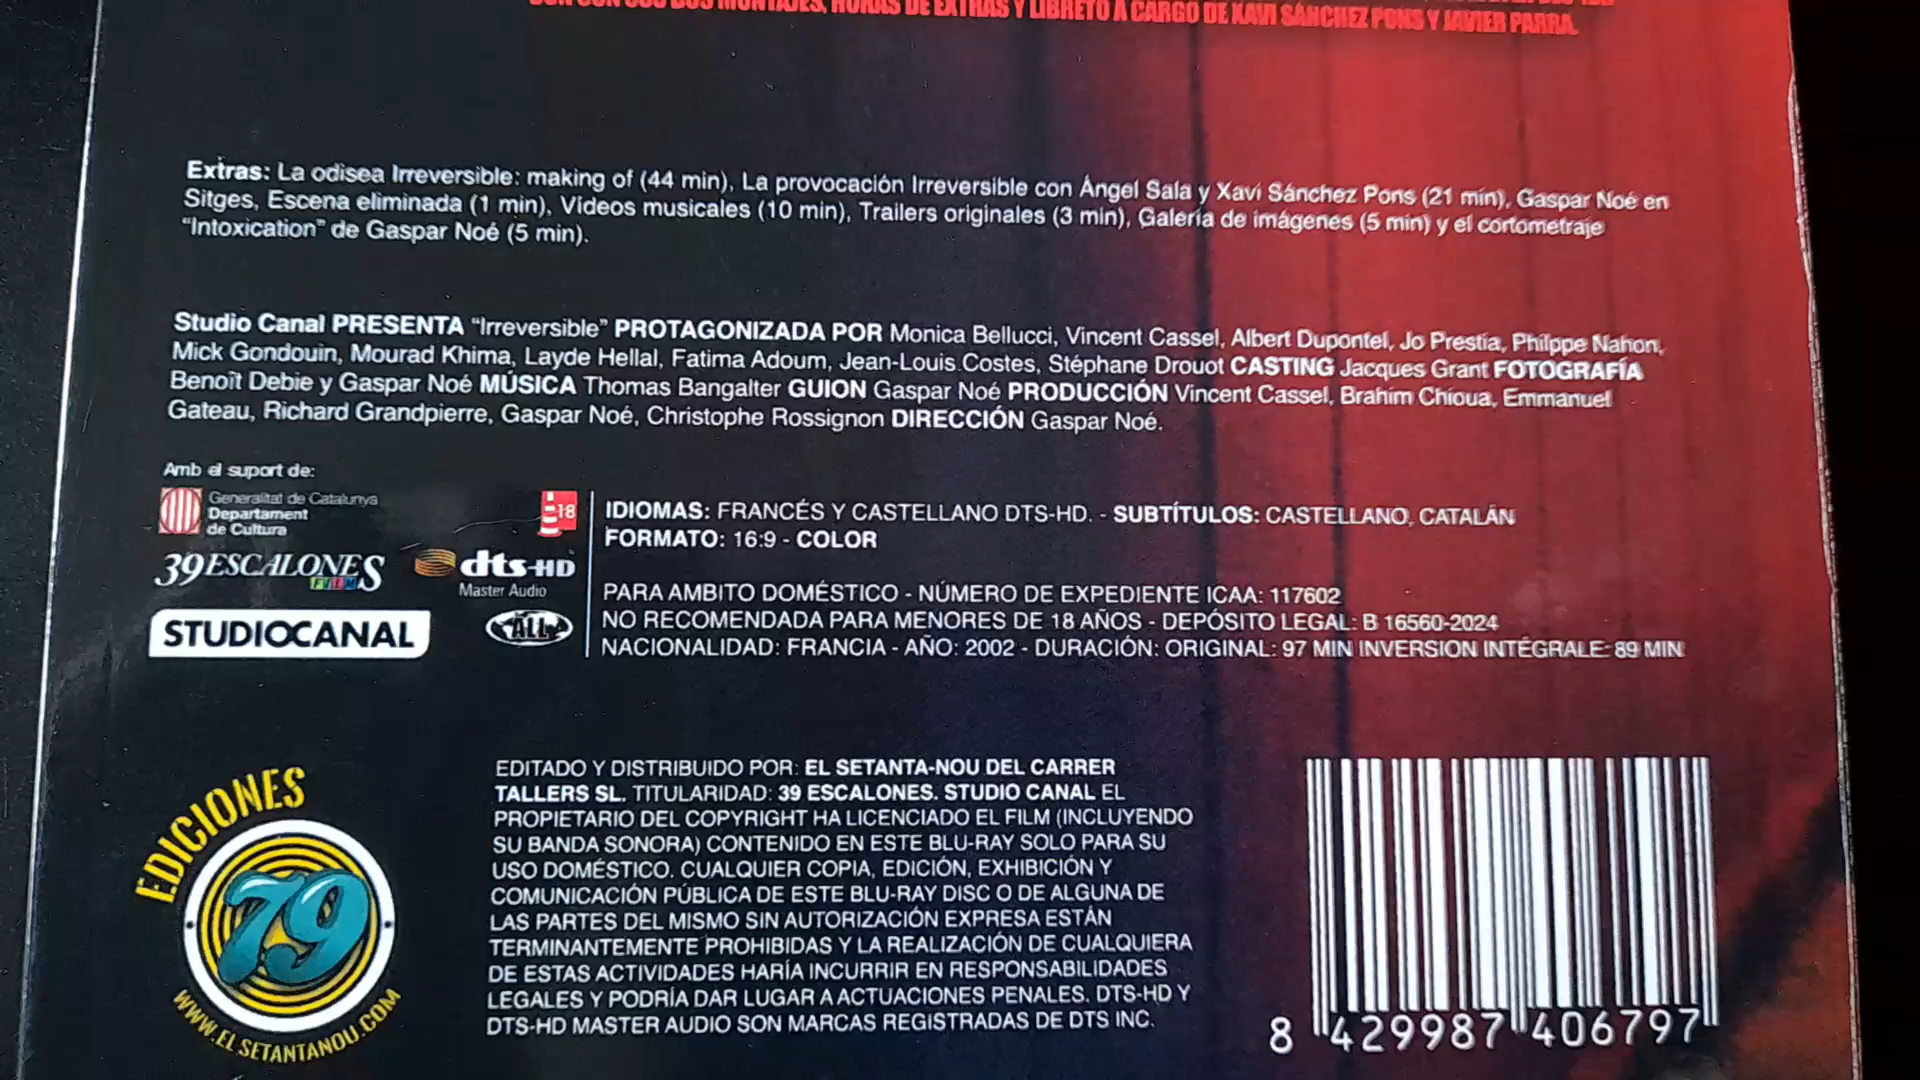 DOS MONTAJES, HORAS DE EXTRAS Y LIBRETO A CARGO DE XAVI SÁNCHEZ PONS Y JAVIER PARRA.
Extras: La odisea Irreversible: making of (44 min), La provocación Irreversible con Ángel Sala y Xavi Sánchez Pons (21 min), Gaspar Noé en
Sitges, Escena eliminada (1 min), Vídeos musicales (10 min), Trailers originales (3 min), Galería de imágenes (5 min) y el cortometraje
“Intoxication” de Gaspar Noé (5 min).
Studio Canal PRESENTA “Irreversible” PROTAGONIZADA POR Monica Bellucci, Vincent Cassel, Albert Dupontel, Jo Prestia, Philppe Nahon,
Mick Gondouin, Mourad Khima, Layde Hellal, Fatima Adoum, Jean-Louis Costes, Stéphane Drouot CASTING Jacques Grant FOTOGRAFÍA
Benoît Debie y Gaspar Noé MÚSICA Thomas Bangalter GUION Gaspar Noé PRODUCCIÓN Vincent Cassel, Brahim Chioua, Emmanuel
Gateau, Richard Grandpierre, Gaspar Noé, Christophe Rossignon DIRECCIÓN Gaspar Noé.
Amb el suport de:
Generalitat de Catalunya
Departament
de Cultura
39ESCALONES
FILMS
-18
dts-HD
Master Audio
STUDIOCANAL
ALL
IDIOMAS: FRANCÉS Y CASTELLANO DTS-HD. - SUBTÍTULOS: CASTELLANO, CATALÁN
FORMATO: 16:9 - COLOR
PARA AMBITO DOMÉSTICO - NÚMERO DE EXPEDIENTE ICAA: 117602
NO RECOMENDADA PARA MENORES DE 18 AÑOS - DEPÓSITO LEGAL: B 16560-2024
NACIONALIDAD: FRANCIA - AÑO: 2002 - DURACIÓN: ORIGINAL: 97 MIN INVERSION INTÉGRALE: 89 MIN
EDICIONES
79
WWW.ELSETANTANOU.COM
EDITADO Y DISTRIBUIDO POR: EL SETANTA-NOU DEL CARRER
TALLERS SL. TITULARIDAD: 39 ESCALONES. STUDIO CANAL EL
PROPIETARIO DEL COPYRIGHT HA LICENCIADO EL FILM (INCLUYENDO
SU BANDA SONORA) CONTENIDO EN ESTE BLU-RAY SOLO PARA SU
USO DOMÉSTICO. CUALQUIER COPIA, EDICIÓN, EXHIBICIÓN Y
COMUNICACIÓN PÚBLICA DE ESTE BLU-RAY DISC O DE ALGUNA DE
LAS PARTES DEL MISMO SIN AUTORIZACIÓN EXPRESA ESTÁN
TERMINANTEMENTE PROHIBIDAS Y LA REALIZACIÓN DE CUALQUIERA
DE ESTAS ACTIVIDADES HARÍA INCURRIR EN RESPONSABILIDADES
LEGALES Y PODRÍA DAR LUGAR A ACTUACIONES PENALES. DTS-HD Y
DTS-HD MASTER AUDIO SON MARCAS REGISTRADAS DE DTS INC.
8 429987 406797